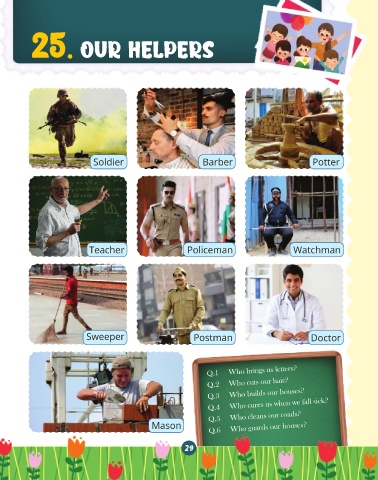 25. OUR HELPERS
Soldier
Barber
Potter
Teacher
Policeman
Watchman
Sweeper
Postman
Doctor
Mason
Q.1 Who brings us letters?
Q.2 Who cuts our hair?
Q.3 Who builds our houses?
Q.4 Who cures us when we fall sick?
Q.5 Who cleans our roads?
Q.6 Who guards our houses?
29